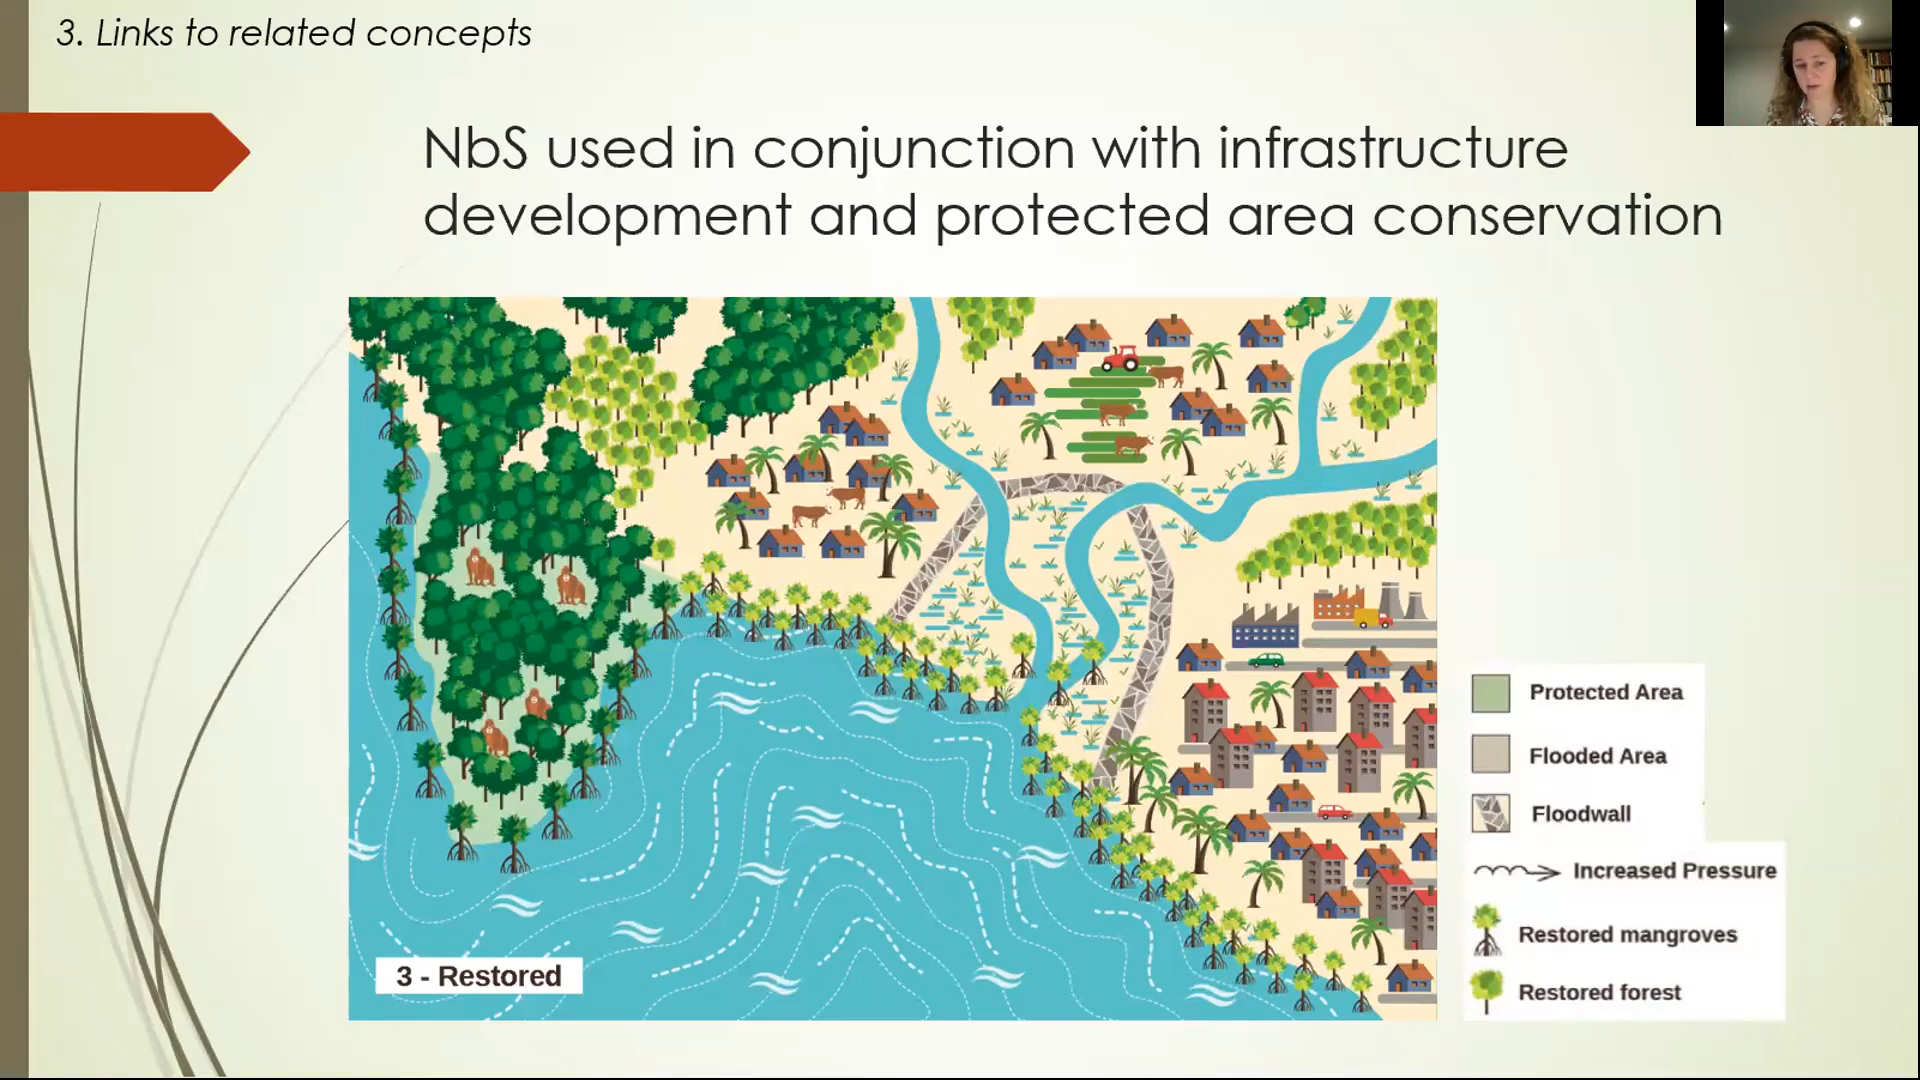 3. Links to related concepts
NbS used in conjunction with infrastructure
development and protected area conservation
Protected Area
Flooded Area
Floodwall
Increased Pressure
Restored mangroves
Restored forest
3 - Restored